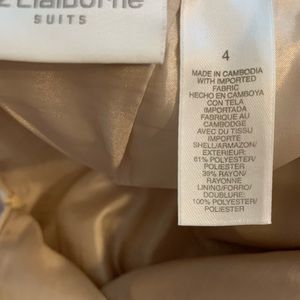 Claiborne
SUITS
4
MADE IN CAMBODIA
WITH IMPORTED
FABRIC
HECHO EN CAMBOYA
CON TELA
IMPORTADA
FABRIQUE AU
CAMBODGE
AVEC DU TISSU
IMPORTE
SHELL/ARMAZON/
EXTERIEUR:
61% POLYESTER/
POLIESTER
39% RAYON/
RAYONNE
LINING/FORRO/
DOUBLURE:
100% POLYESTER/
POLIESTER